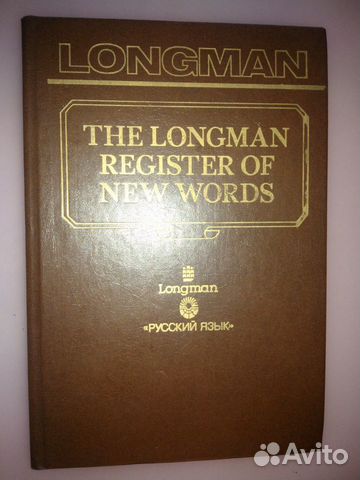 LONGMAN
THE LONGMAN
REGISTER OF
NEW WORDS
Longman
«РУССКИЙ ЯЗЫК»
Avito